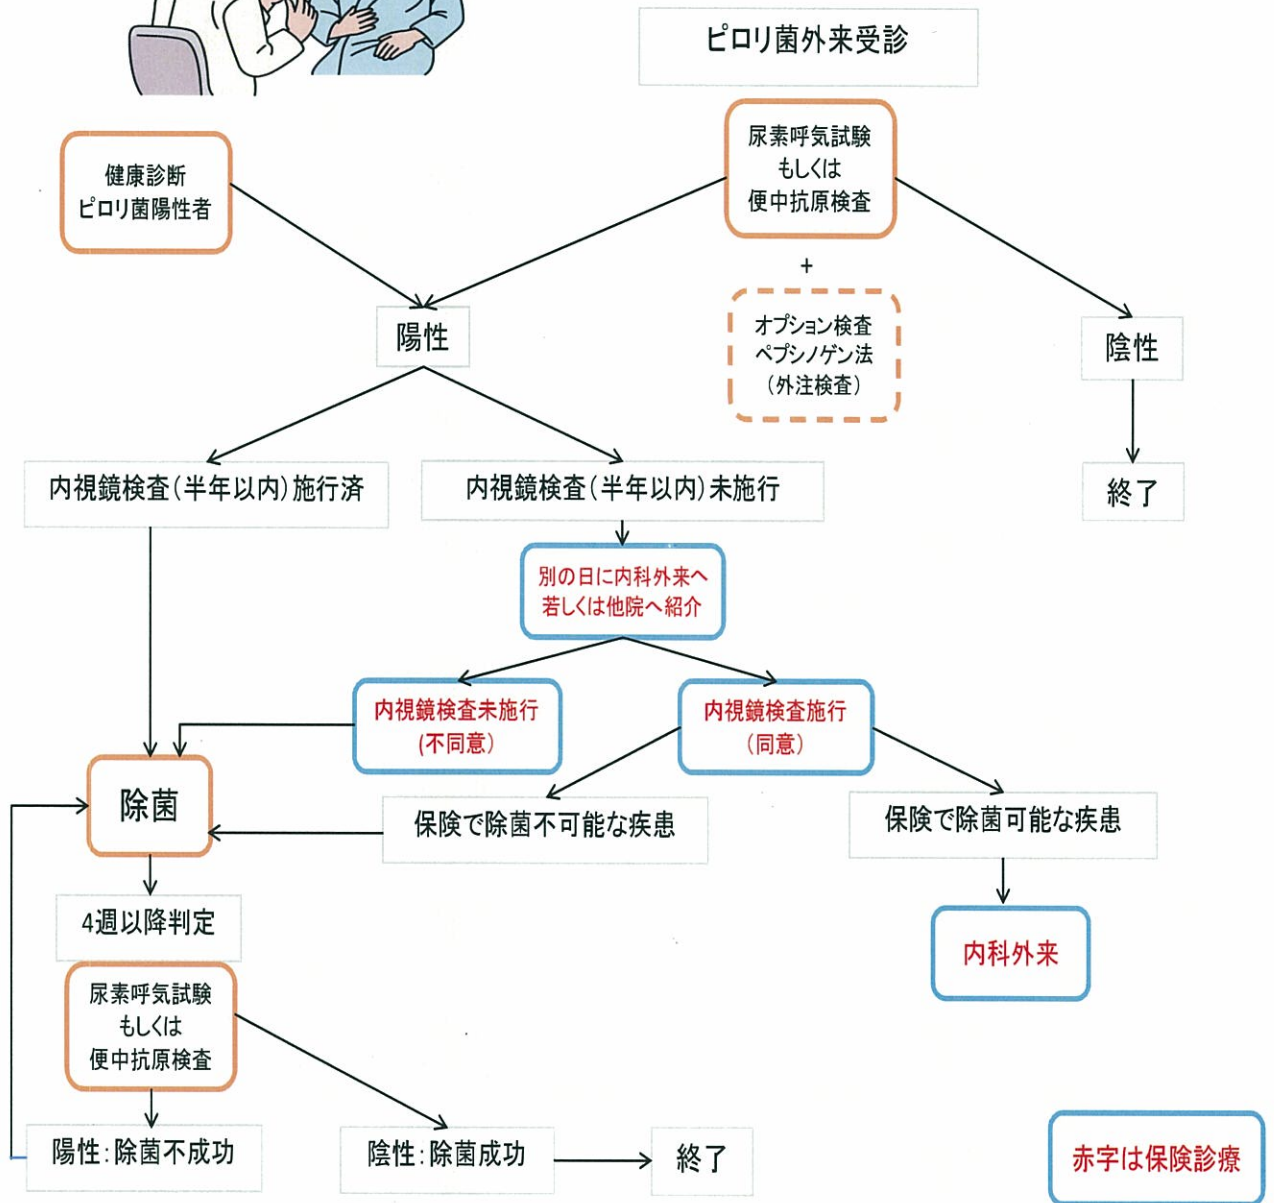 ピロリ菌外来受診
健康診断
ピロリ菌陽性者
尿素呼気試験
もしくは
便中抗原検査
+
オプション検査
ペプシノゲン法
(外注検査)
陽性
陰性
内視鏡検査(半年以内)施行済
内視鏡検査(半年以内)未施行
終了
別の日に内科外来へ
若しくは他院へ紹介
内視鏡検査未施行
(不同意)
内視鏡検査施行
(同意)
除菌
保険で除菌不可能な疾患
保険で除菌可能な疾患
4週以降判定
内科外来
尿素呼気試験
もしくは
便中抗原検査
陽性:除菌不成功
陰性:除菌成功
終了
赤字は保険診療